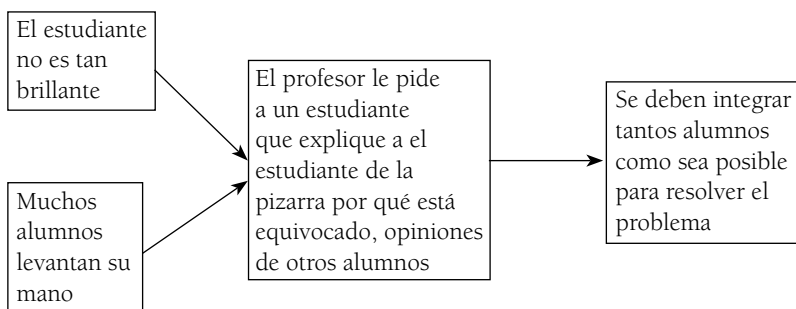 El estudiante
no es tan
brillante
Muchos
alumnos
levantan su
mano
El profesor le pide
a un estudiante
que explique a el
estudiante de la
pizarra por qué está
equivocado, opiniones
de otros alumnos
Se deben integrar
tantos alumnos
como sea posible
para resolver el
problema